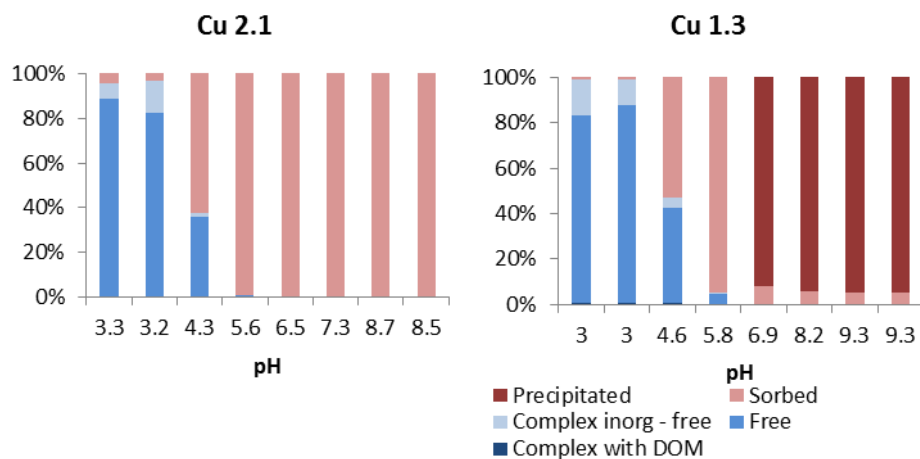 Cu 2.1
100%
80%
60%
40%
20%
0%
3.3 3.2 4.3 5.6 6.5 7.3 8.7 8.5
pH
Cu 1.3
100%
80%
60%
40%
20%
0%
3 3 4.6 5.8 6.9 8.2 9.3 9.3
pH
Precipitated Sorbed
Complex inorg - free Free
Complex with DOM